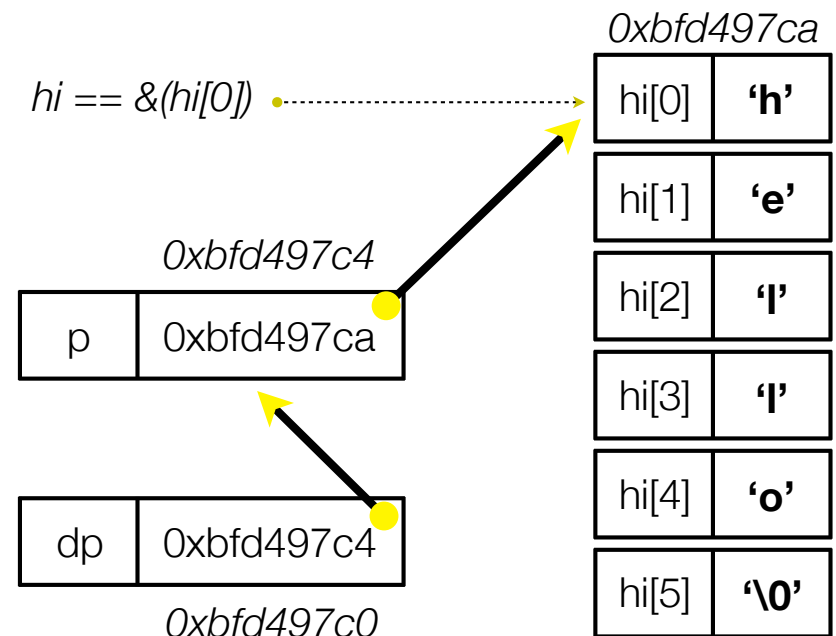 0xbfd497ca
hi == &(hi[0])
hi[0] ‘h’
hi[1] ‘e’
0xbfd497c4
hi[2] ‘l’
p 0xbfd497ca
hi[3] ‘l’
hi[4] ‘o’
dp 0xbfd497c4
hi[5] ‘\0’
0xbfd497c0